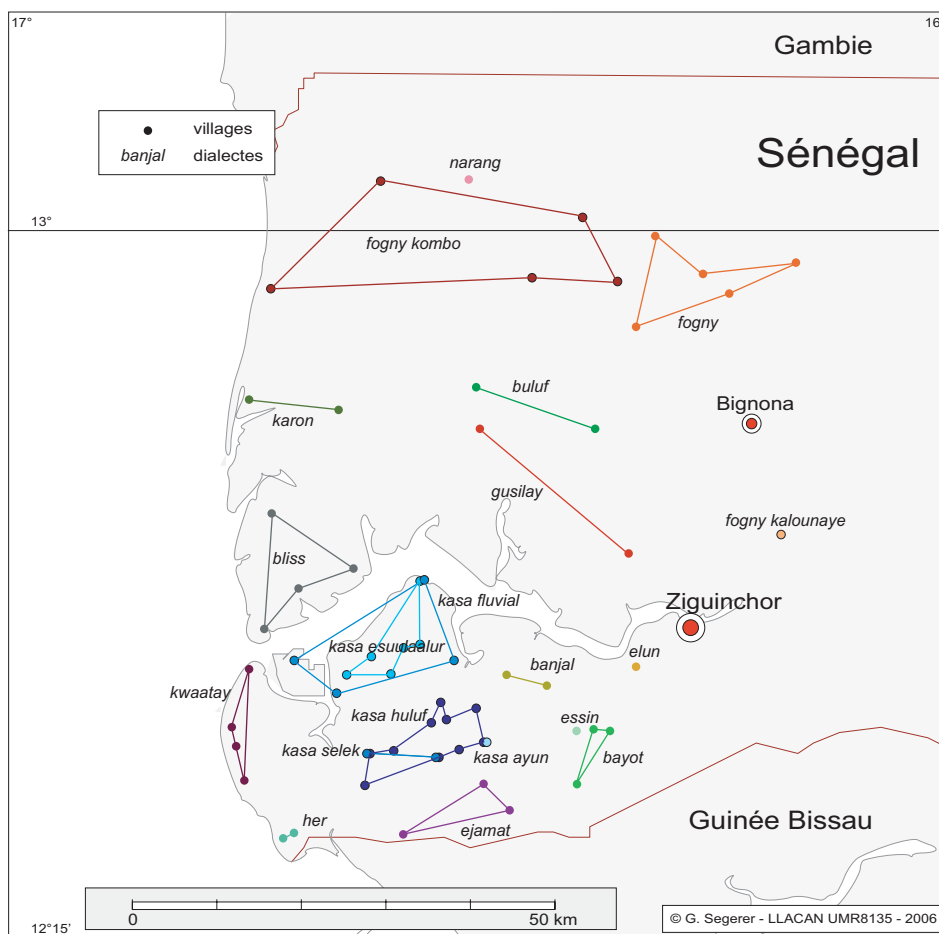 17°
16
Gambie
villages
banjal dialectes
Sénégal
narang
13°
fogny kombo
fogny
buluf
karon
Bignona
gusilay
fogny kalounaye
bliss
kasa fluvial
Ziguinchor
kasa esuulaalur
elun
banjal
kwaatay
kasa huluf
essin
kasa selek
kasa ayun
bayot
her
ejamat
Guinée Bissau
0 50 km
12°15'
© G. Segerer - LLACAN UMR8135 - 2006